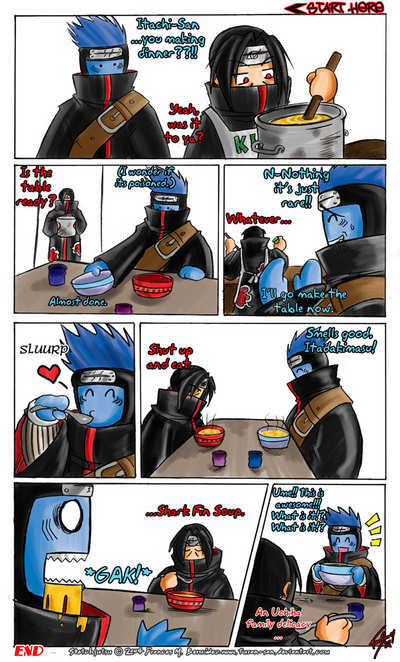 START HERE
Itachi-San
...you making
dinner??!!
Yeah,
was it
to ya?
N-Nothing
it's just
rare!!
Whatever...
I'll go make the
table now.
Is the
table
ready?
(I wonder if
its poisoned.)
Almost done.
Smells good,
Itadakimasu!
Shut up
and eat.
SLUURP
Ume!! This is
awesome!!!
What is it!?
What is it!?
An Uchiha
family delicacy
...
...Shark Fin Soup.
*GAK!*
END
© 2004 Frances M.